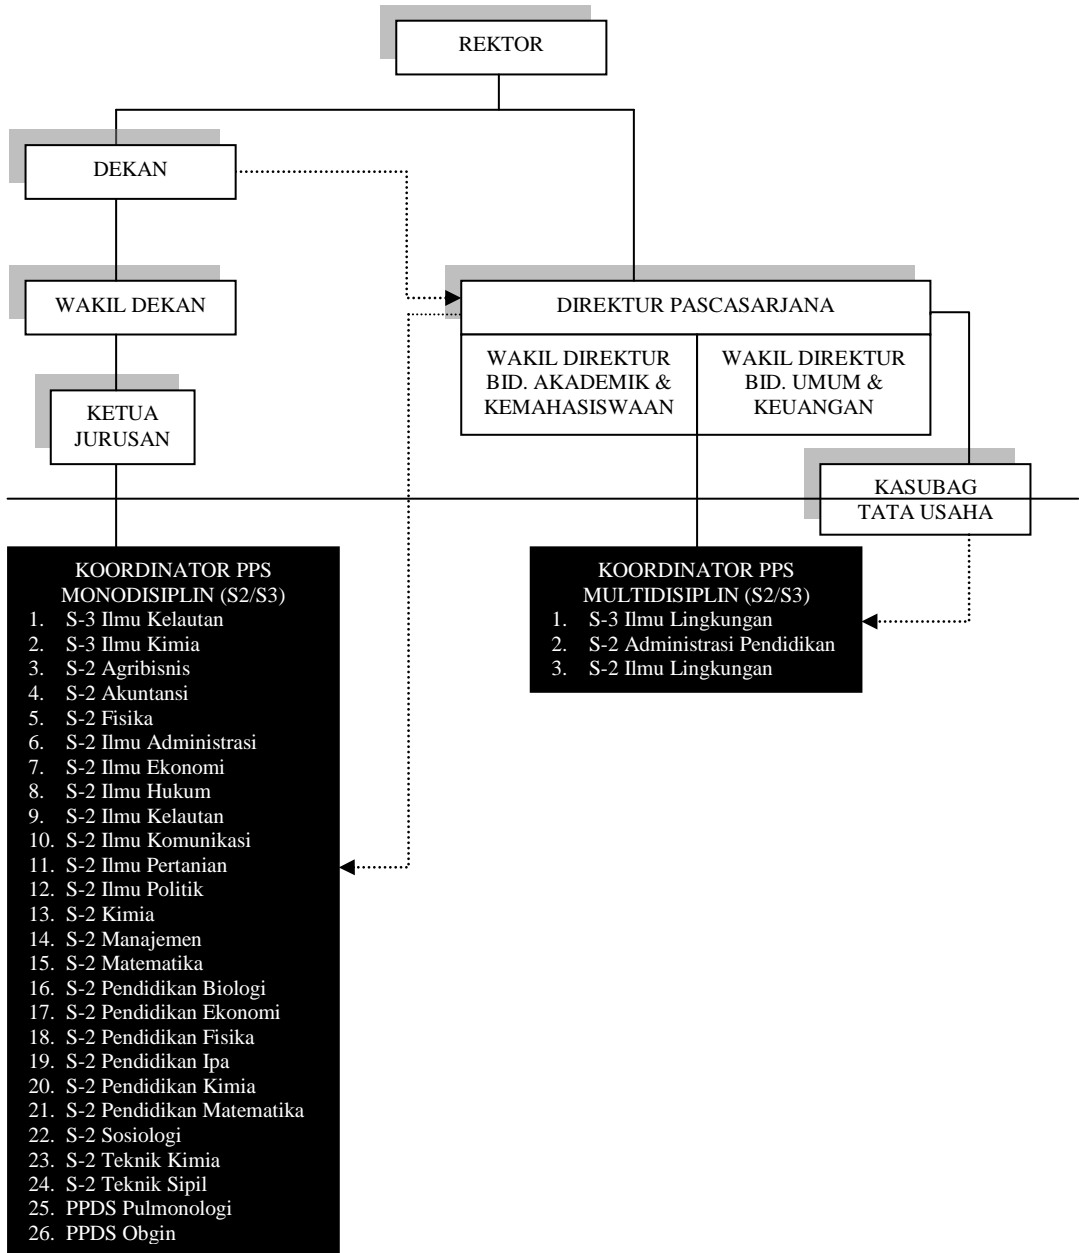 REKTOR
DEKAN
WAKIL DEKAN
DIREKTUR PASCASARJANA
WAKIL DIREKTUR
BID. AKADEMIK &
KEMAHASISWAAN
WAKIL DIREKTUR
BID. UMUM &
KEUANGAN
KETUA
JURUSAN
KASUBAG
TATA USAHA
KOORDINATOR PPS
MONODISIPLIN (S2/S3)
1. S-3 Ilmu Kelautan
2. S-3 Ilmu Kimia
3. S-2 Agribisnis
4. S-2 Akuntansi
5. S-2 Fisika
6. S-2 Ilmu Administrasi
7. S-2 Ilmu Ekonomi
8. S-2 Ilmu Hukum
9. S-2 Ilmu Kelautan
10. S-2 Ilmu Komunikasi
11. S-2 Ilmu Pertanian
12. S-2 Ilmu Politik
13. S-2 Kimia
14. S-2 Manajemen
15. S-2 Matematika
16. S-2 Pendidikan Biologi
17. S-2 Pendidikan Ekonomi
18. S-2 Pendidikan Fisika
19. S-2 Pendidikan Ipa
20. S-2 Pendidikan Kimia
21. S-2 Pendidikan Matematika
22. S-2 Sosiologi
23. S-2 Teknik Kimia
24. S-2 Teknik Sipil
25. PPDS Pulmonologi
26. PPDS Obgin
KOORDINATOR PPS
MULTIDISIPLIN (S2/S3)
1. S-3 Ilmu Lingkungan
2. S-2 Administrasi Pendidikan
3. S-2 Ilmu Lingkungan